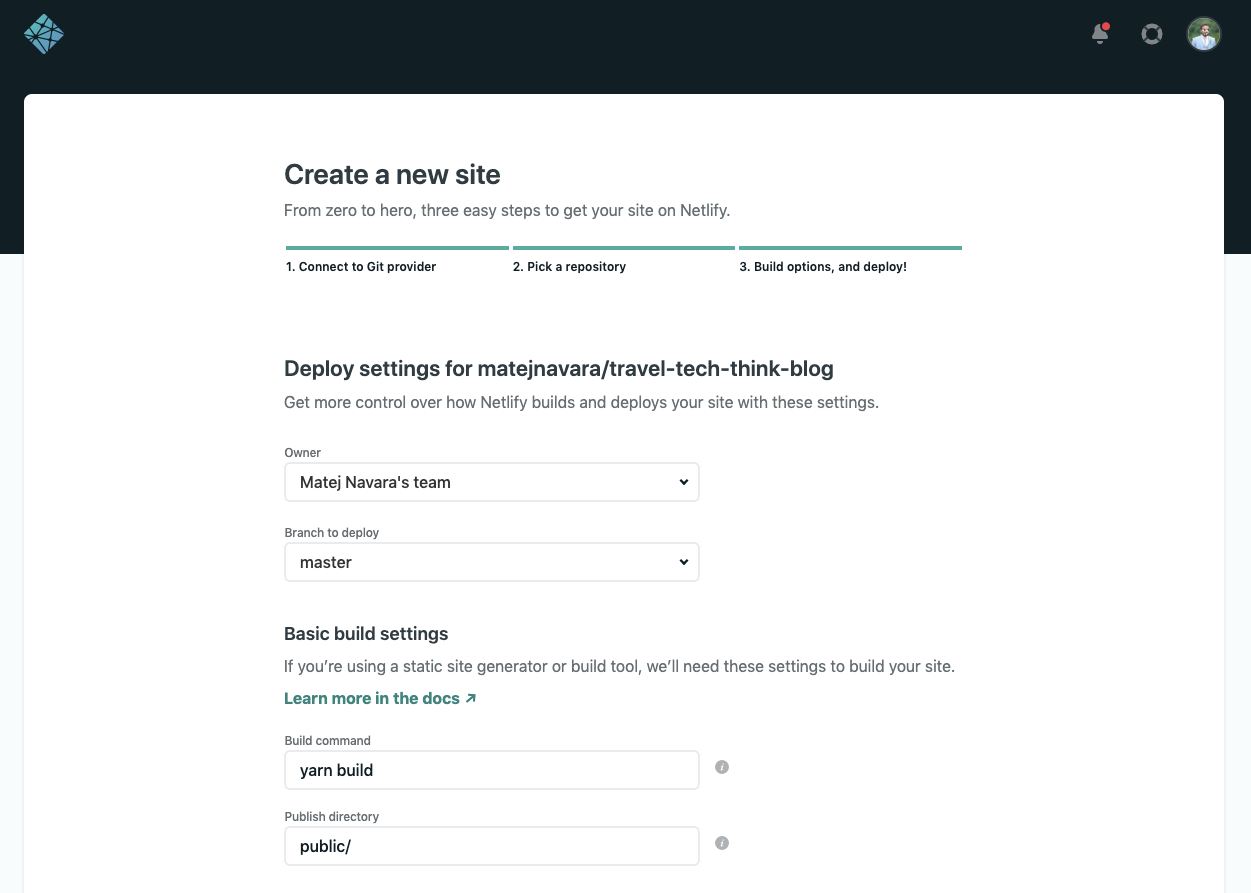 Create a new site
From zero to hero, three easy steps to get your site on Netlify.
1. Connect to Git provider
2. Pick a repository
3. Build options, and deploy!
Deploy settings for matejnavara/travel-tech-think-blog
Get more control over how Netlify builds and deploys your site with these settings.
Owner
Matej Navara's team
Branch to deploy
master
Basic build settings
If you’re using a static site generator or build tool, we’ll need these settings to build your site.
Learn more in the docs
Build command
yarn build
Publish directory
public/